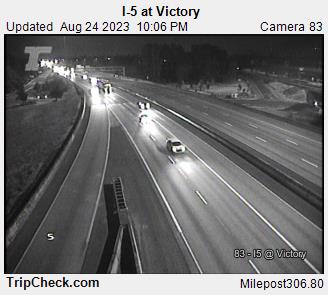 I-5 at Victory
Updated Aug 24 2023 10:06 PM Camera 83
T
S
83 - I5 @ Victory
TripCheck.com Milepost306.80